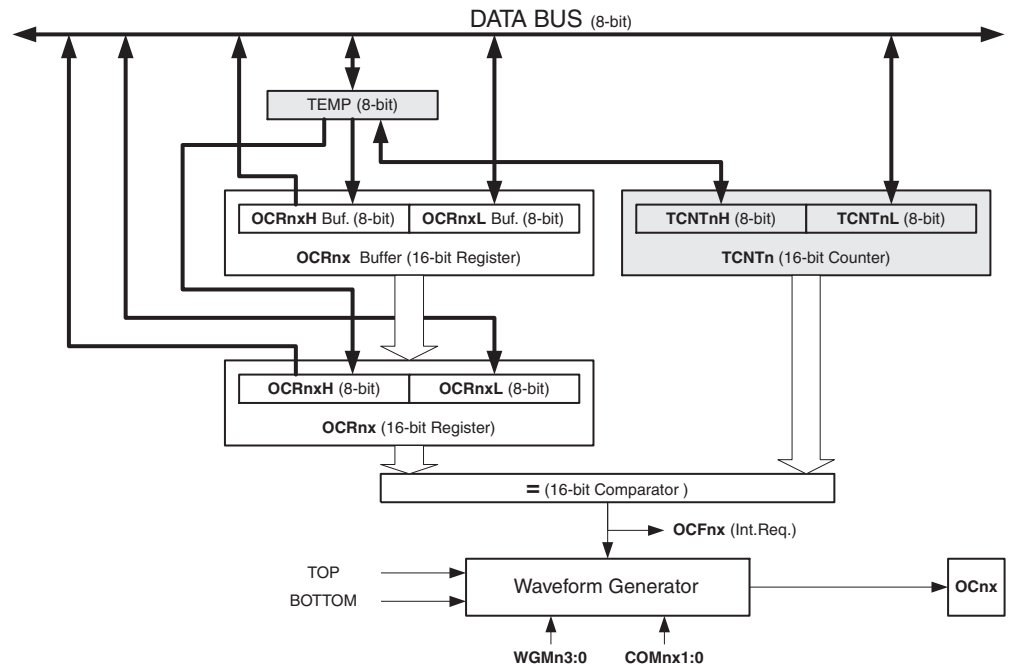 DATA BUS (8-bit)
TEMP (8-bit)
OCRnxH Buf. (8-bit) OCRnxL Buf. (8-bit)
TCNTnH (8-bit) TCNTnL (8-bit)
OCRnx Buffer (16-bit Register)
TCNTn (16-bit Counter)
OCRnxH (8-bit) OCRnxL (8-bit)
OCRnx (16-bit Register)
= (16-bit Comparator )
OCFnx (Int.Req.)
TOP
BOTTOM
Waveform Generator
OCnx
WGMn3:0 COMnx1:0